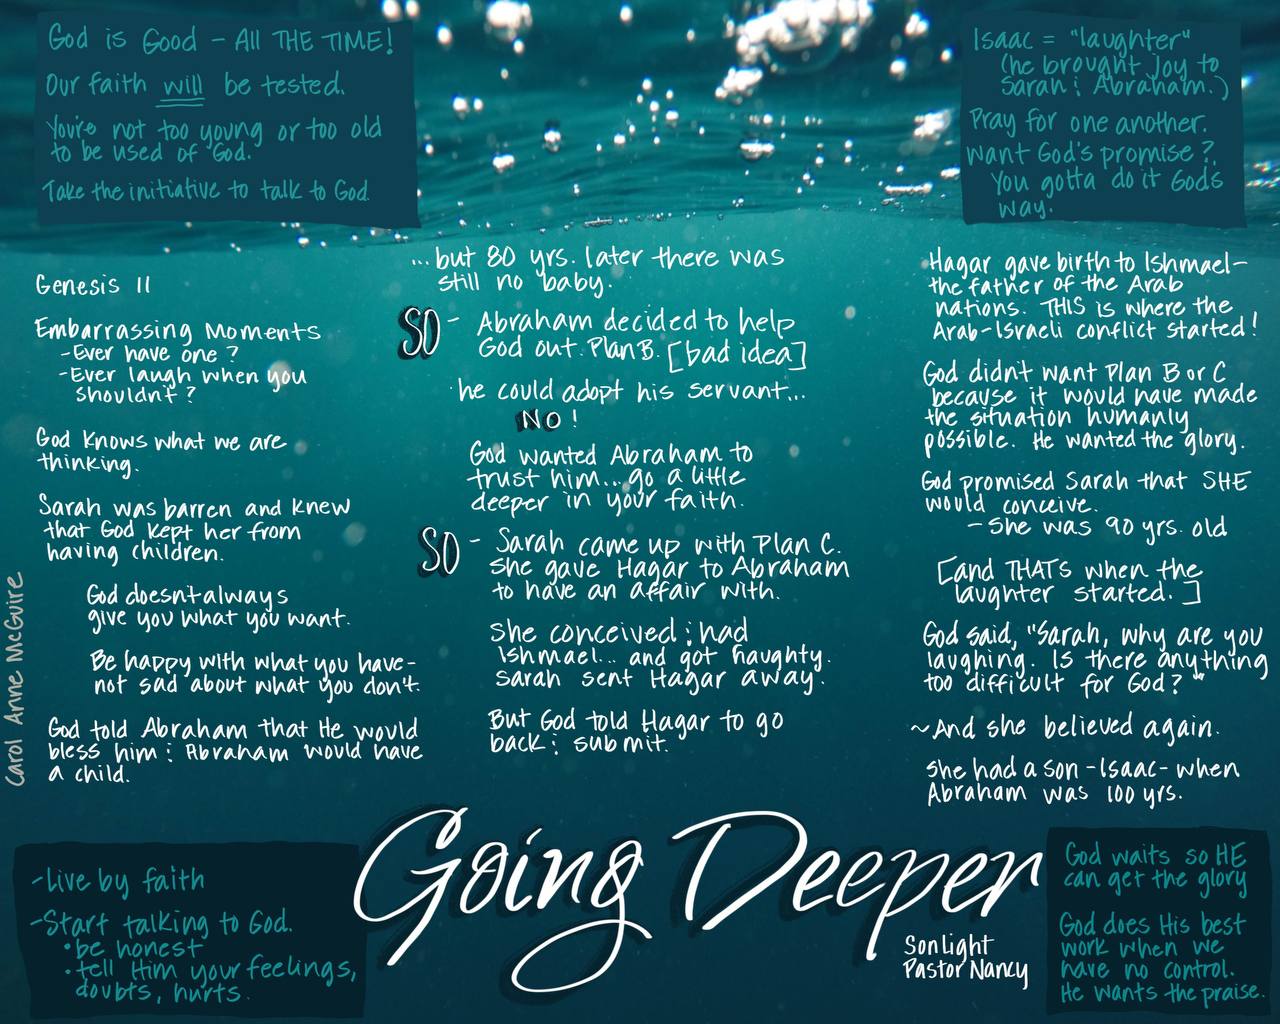 God is Good - All THE TIME!
Our faith will be tested.
You're not too young or too old
to be used of God.
Take the initiative to talk to God.
Isaac = "laughter"
(he brought joy to
Sarah & Abraham.)
Pray for one another.
Want God's promise?
You gotta do it God's
way.
Genesis 11
Embarrassing Moments
- Ever have one?
- Ever laugh when you
shouldn't?
God knows what we are
thinking.
Sarah was barren and knew
that God kept her from
having children.
God doesn't always
give you what you want.
Be happy with what you have -
not sad about what you don't.
God told Abraham that He would
bless him & Abraham would have
a child.
Carol Anne McGuire
...but 80 yrs. later there was
still no baby.
SO - Abraham decided to help
God out. Plan B. [bad idea]
he could adopt his servant...
NO!
God wanted Abraham to
trust him... go a little
deeper in your faith.
SO - Sarah came up with Plan C.
She gave Hagar to Abraham
to have an affair with.
She conceived & had
Ishmael... and got haughty.
Sarah sent Hagar away.
But God told Hagar to go
back & submit.
Hagar gave birth to Ishmael -
the father of the Arab
nations. THIS is where the
Arab-Israeli conflict started!
God didn't want Plan B or C
because it would have made
the situation humanly
possible. He wanted the glory.
God promised Sarah that SHE
would conceive.
- She was 90 yrs. old
[and THAT'S when the
laughter started.]
God said, "Sarah, why are you
laughing. Is there anything
too difficult for God?"
~And she believed again.
She had a son - Isaac - when
Abraham was 100 yrs.
- Live by faith
- Start talking to God.
• be honest
• tell Him your feelings,
doubts, hurts.
Going Deeper
SonLight
Pastor Nancy
God waits so HE
can get the glory
God does His best
work when we
have no control.
He wants the praise.